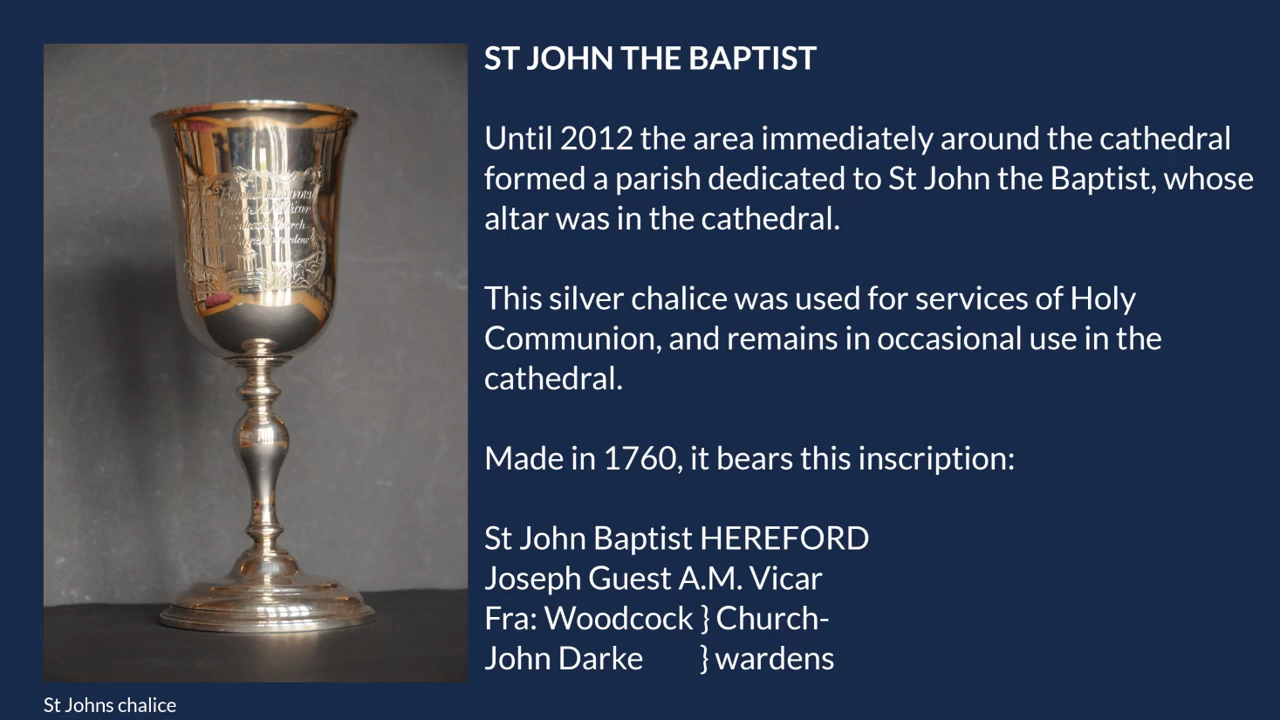 ST JOHN THE BAPTIST
Until 2012 the area immediately around the cathedral
formed a parish dedicated to St John the Baptist, whose
altar was in the cathedral.
This silver chalice was used for services of Holy
Communion, and remains in occasional use in the
cathedral.
Made in 1760, it bears this inscription:
St John Baptist HEREFORD
Joseph Guest A.M. Vicar
Fra: Woodcock } Church-
John Darke } wardens
St Johns chalice